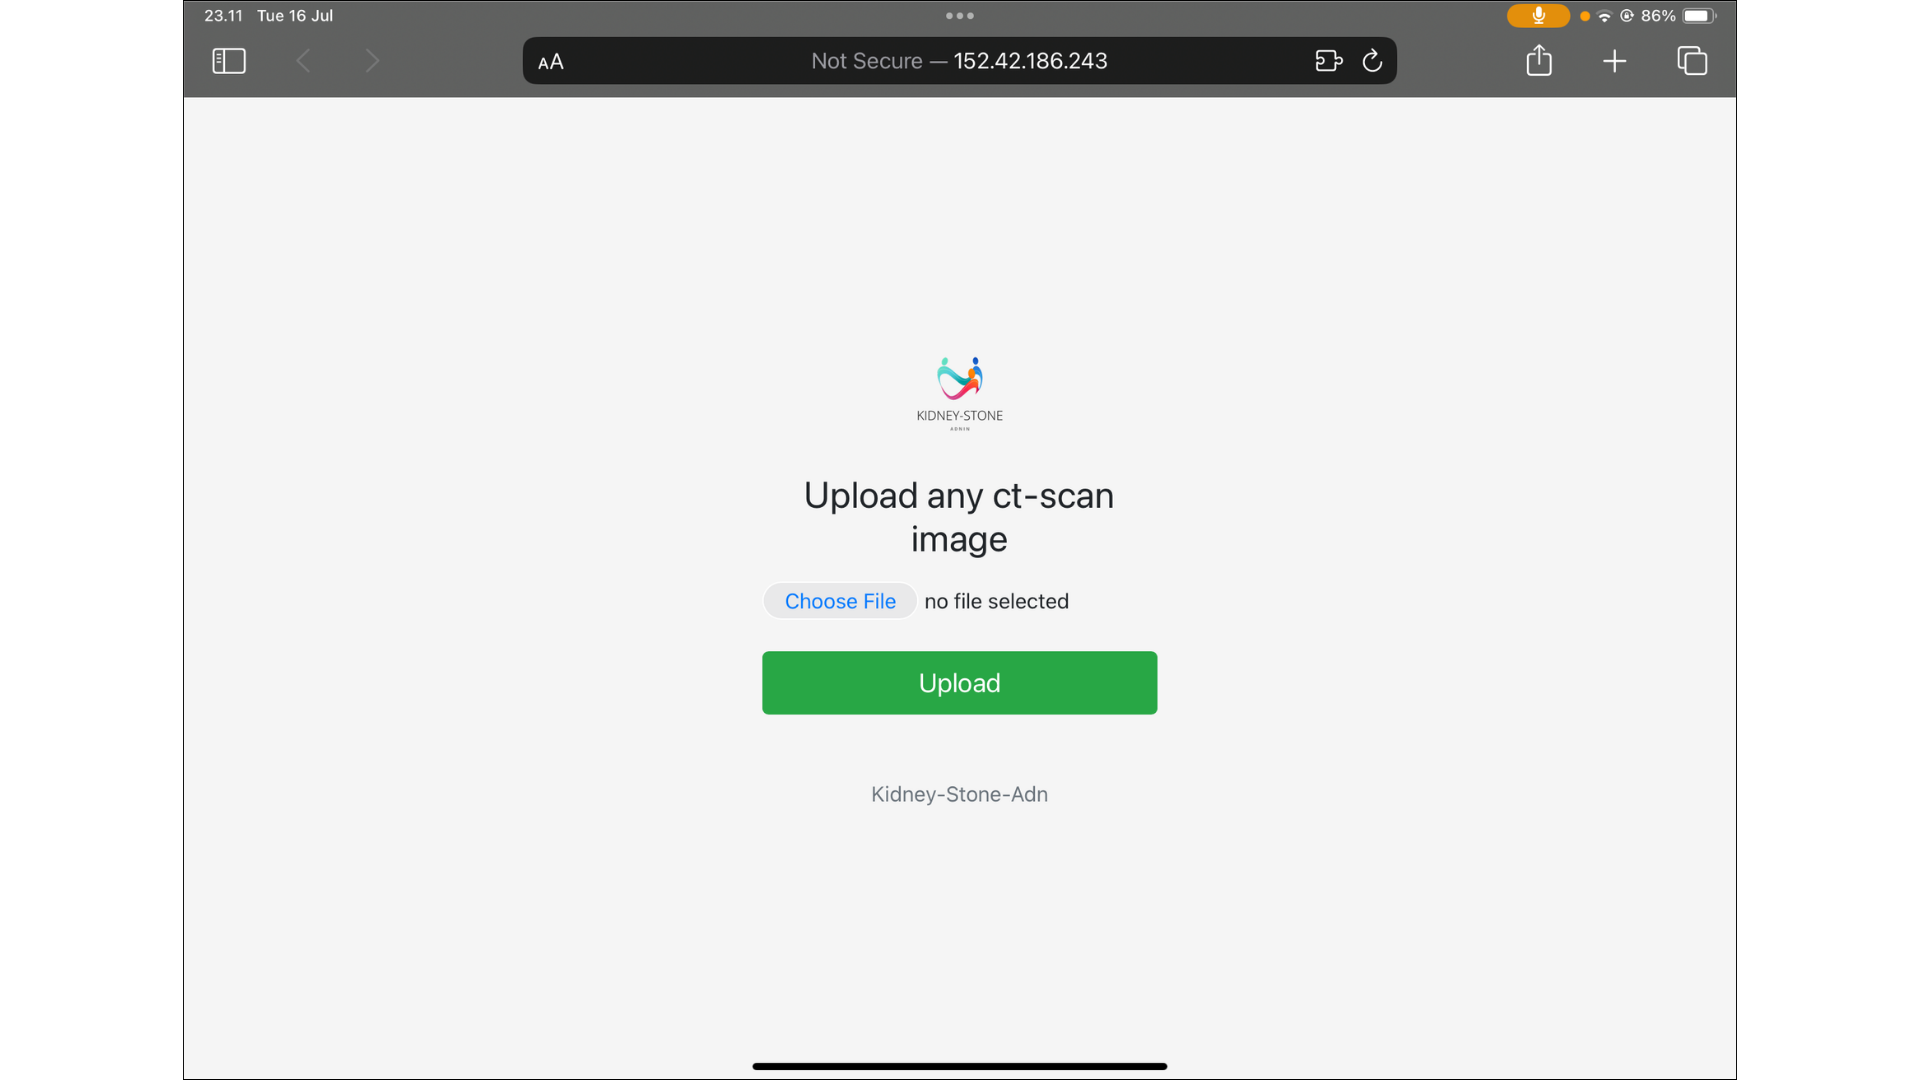 23.11 Tue 16 Jul
86%
AA
Not Secure — 152.42.186.243
KIDNEY-STONE
ADNIN
Upload any ct-scan
image
Choose File no file selected
Upload
Kidney-Stone-Adn